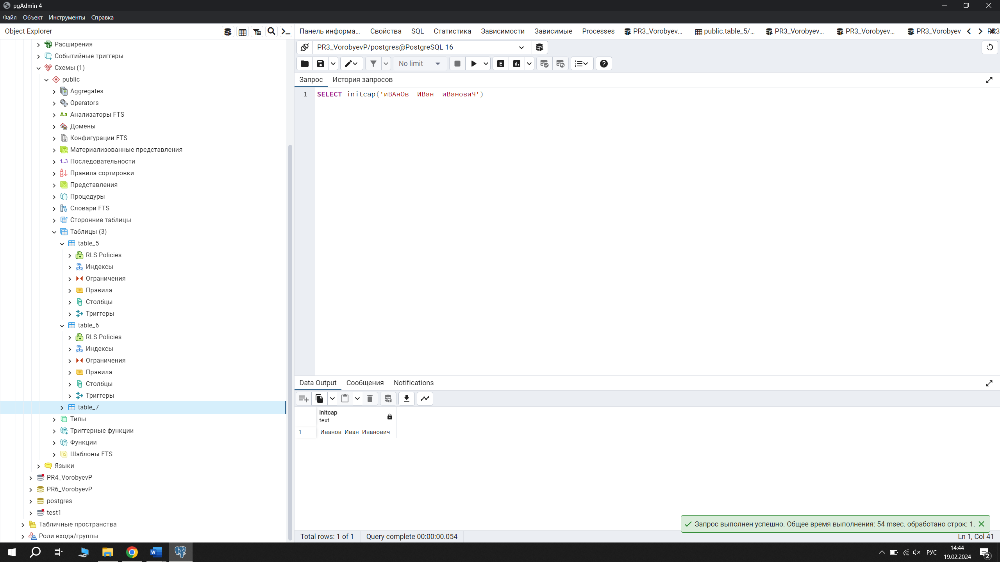 pgAdmin 4
Файл Объект Инструменты Справка
Object Explorer
Панель информа... Свойства SQL Статистика Зависимости Зависимые Processes PR3_Vorobyev... public.table_5/... PR3_Vorobyev... PR3_Vorobyev... PR3_Vorobyev
PR3_VorobyevP/postgres@PostgreSQL 16
No limit
Запрос История запросов
1 SELECT initcap('иВАнОв  ИВан  иВановиЧ')
Расширения
Событийные триггеры
Схемы (1)
public
Aggregates
Operators
Анализаторы FTS
Домены
Конфигурации FTS
Материализованные представления
1..3 Последовательности
Правила сортировки
Представления
Процедуры
Словари FTS
Сторонние таблицы
Таблицы (3)
table_5
RLS Policies
Индексы
Ограничения
Правила
Столбцы
Триггеры
table_6
RLS Policies
Индексы
Ограничения
Правила
Столбцы
Триггеры
table_7
Типы
Триггерные функции
Функции
Шаблоны FTS
Языки
PR4_VorobyevP
PR6_VorobyevP
postgres
test1
Табличные пространства
Роли входа/группы
Data Output Сообщения Notifications
initcap
text
1 Иванов  Иван  Иванович
Запрос выполнен успешно. Общее время выполнения: 54 msec. обработано строк: 1.
Total rows: 1 of 1 Query complete 00:00:00.054 Ln 1, Col 41
РУС
14:44
19.02.2024
2